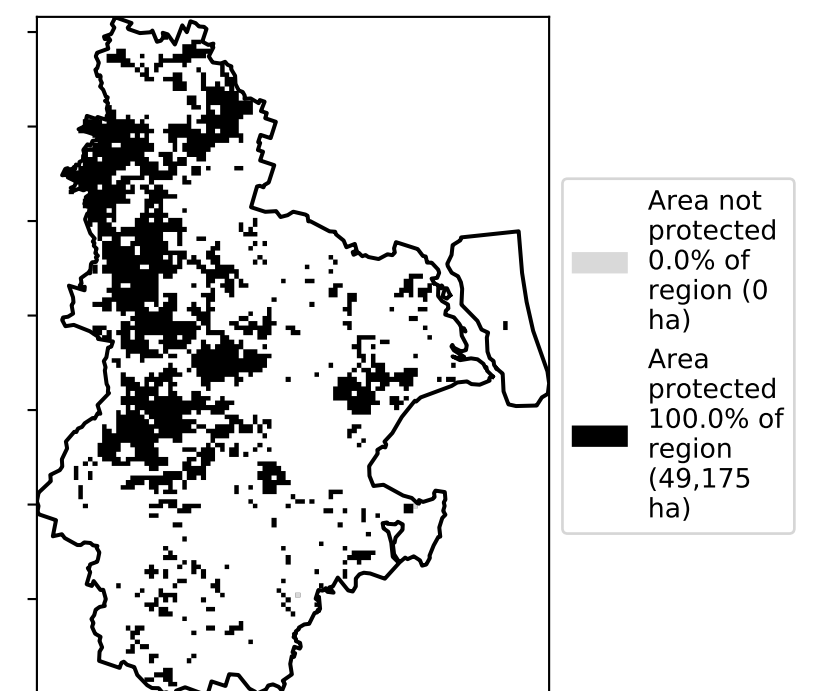 Area not
protected
0.0% of
region (0
ha)
Area
protected
100.0% of
region
(49,175
ha)